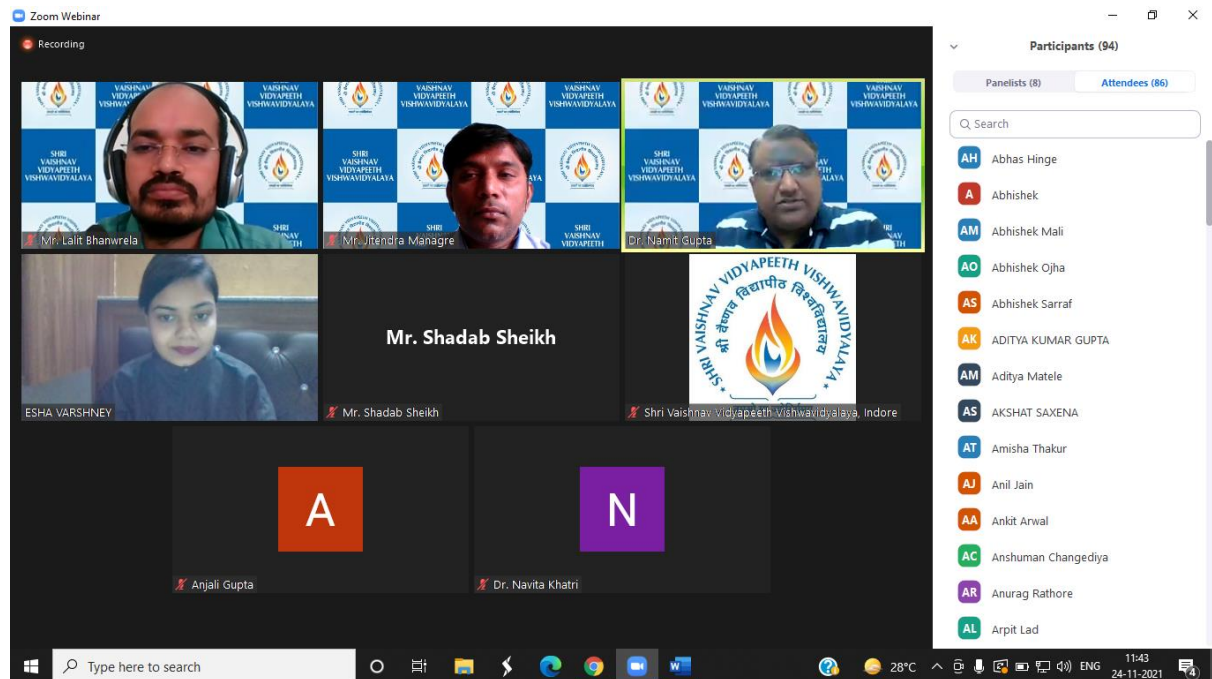 Zoom Webinar
Recording
Participants (94)
Panelists (8)
Attendees (86)
Search
SHRI VAISHNAV VIDYAPEETH VISHWAVIDYALAYA
Mr. Lalit Bhanwrela
Mr. Jitendra Managre
Dr. Namit Gupta
ESHA VARSHNEY
Mr. Shadab Sheikh
Mr. Shadab Sheikh
SHRI VAISHNAV VIDYAPEETH VISHWAVIDYALAYA
श्री वैष्णव विद्यापीठ विश्वविद्यालय
Shri Vaishnav Vidyapeeth Vishwavidyalaya, Indore
A
Anjali Gupta
N
Dr. Navita Khatri
AH Abhas Hinge
A Abhishek
AM Abhishek Mali
AO Abhishek Ojha
AS Abhishek Sarraf
AK ADITYA KUMAR GUPTA
AM Aditya Matele
AS AKSHAT SAXENA
AT Amisha Thakur
AJ Anil Jain
AA Ankit Arwal
AC Anshuman Changediya
AR Anurag Rathore
AL Arpit Lad
Type here to search
28°C
ENG
11:43
24-11-2021
4